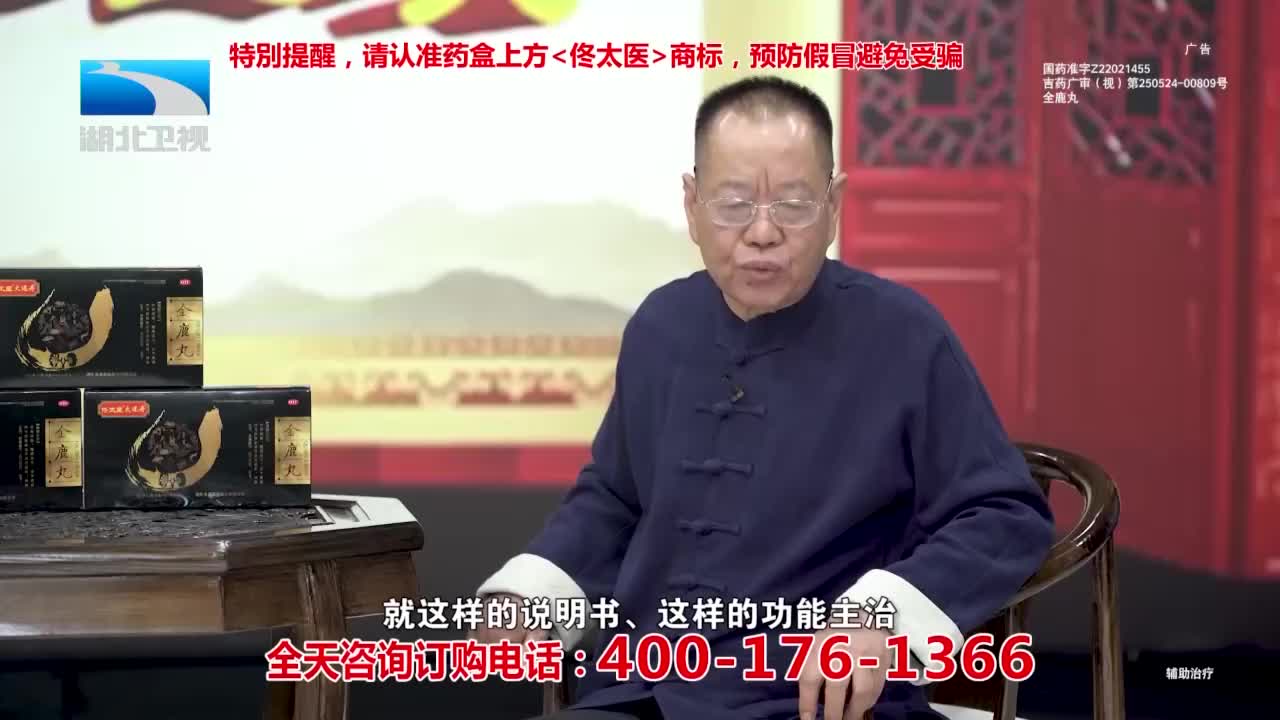 特别提醒，请认准药盒上方<佟太医>商标，预防假冒避免受骗
广告
国药准字Z22021455
吉药广审（视）第250524-00809号
全鹿丸
湖北卫视
全鹿丸
全鹿丸
全鹿丸
就这样的说明书、这样的功能主治
全天咨询订购电话：400-176-1366
辅助治疗